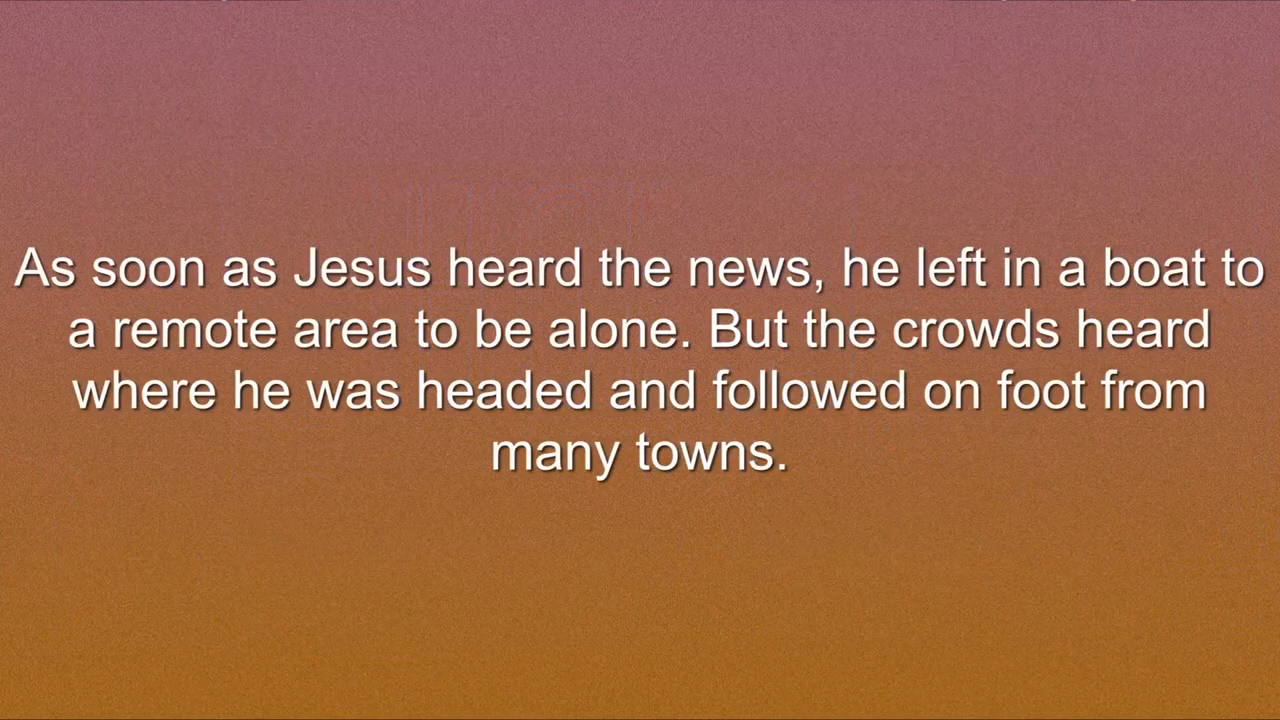 As soon as Jesus heard the news, he left in a boat to
a remote area to be alone. But the crowds heard
where he was headed and followed on foot from
many towns.